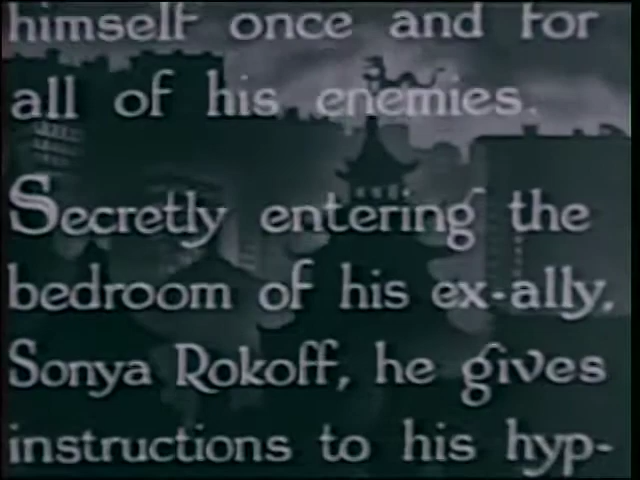 himself once and for
all of his enemies.
Secretly entering the
bedroom of his ex-ally,
Sonya Rokoff, he gives
instructions to his hyp-